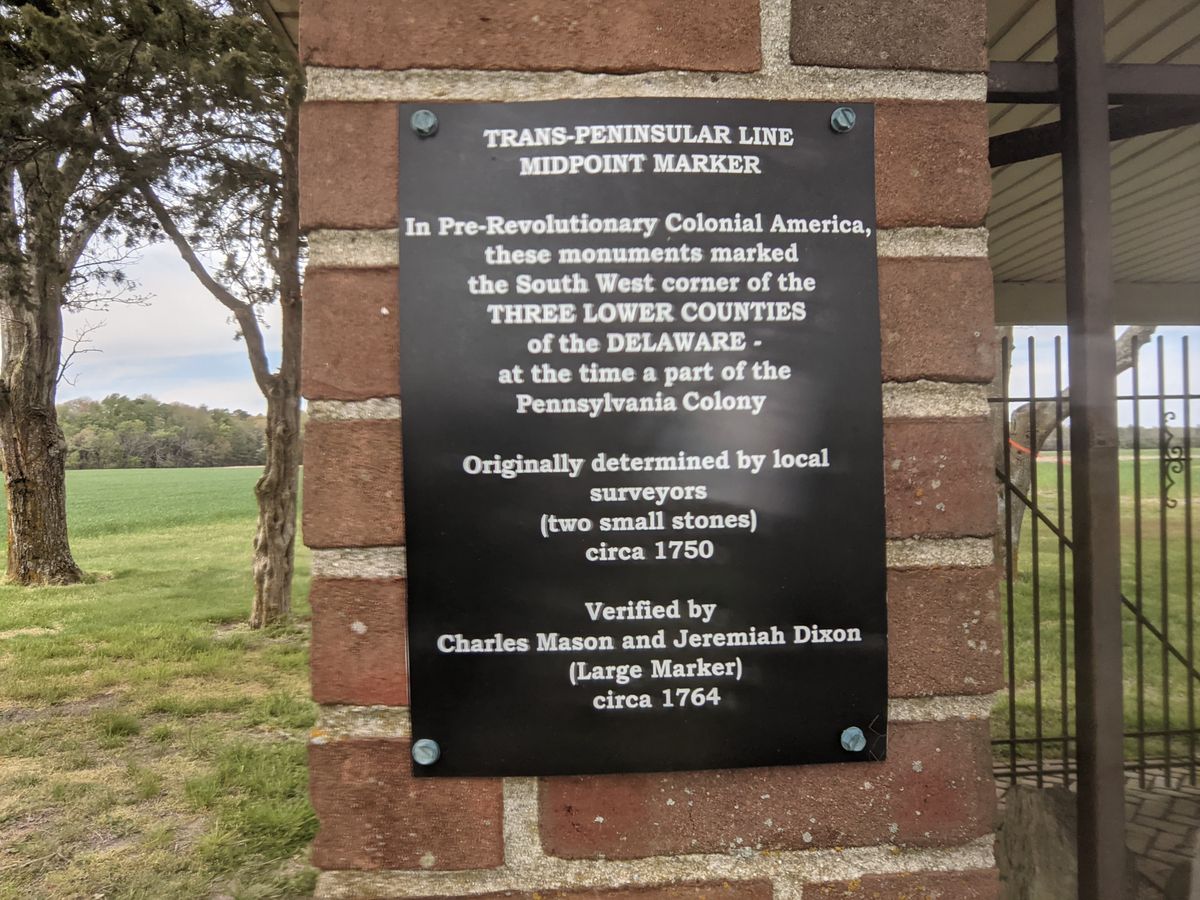 TRANS-PENINSULAR LINE
MIDPOINT MARKER
In Pre-Revolutionary Colonial America,
these monuments marked
the South West corner of the
THREE LOWER COUNTIES
of the DELAWARE -
at the time a part of the
Pennsylvania Colony
Originally determined by local
surveyors
(two small stones)
circa 1750
Verified by
Charles Mason and Jeremiah Dixon
(Large Marker)
circa 1764